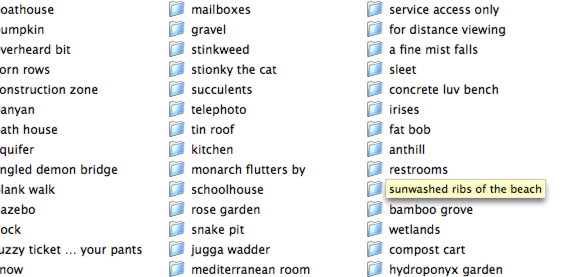 oathouse
umpkin
overheard bit
orn rows
onstruction zone
anyan
ath house
quifer
ngled demon bridge
lank walk
azebo
ock
uzzy ticket ... your pants
now
mailboxes
gravel
stinkweed
stionky the cat
succulents
telephoto
tin roof
kitchen
monarch flutters by
schoolhouse
rose garden
snake pit
jugga wadder
mediterranean room
service access only
for distance viewing
a fine mist falls
sleet
concrete luv bench
irises
fat bob
anthill
restrooms
sunwashed ribs of the beach
bamboo grove
wetlands
compost cart
hydroponyx garden